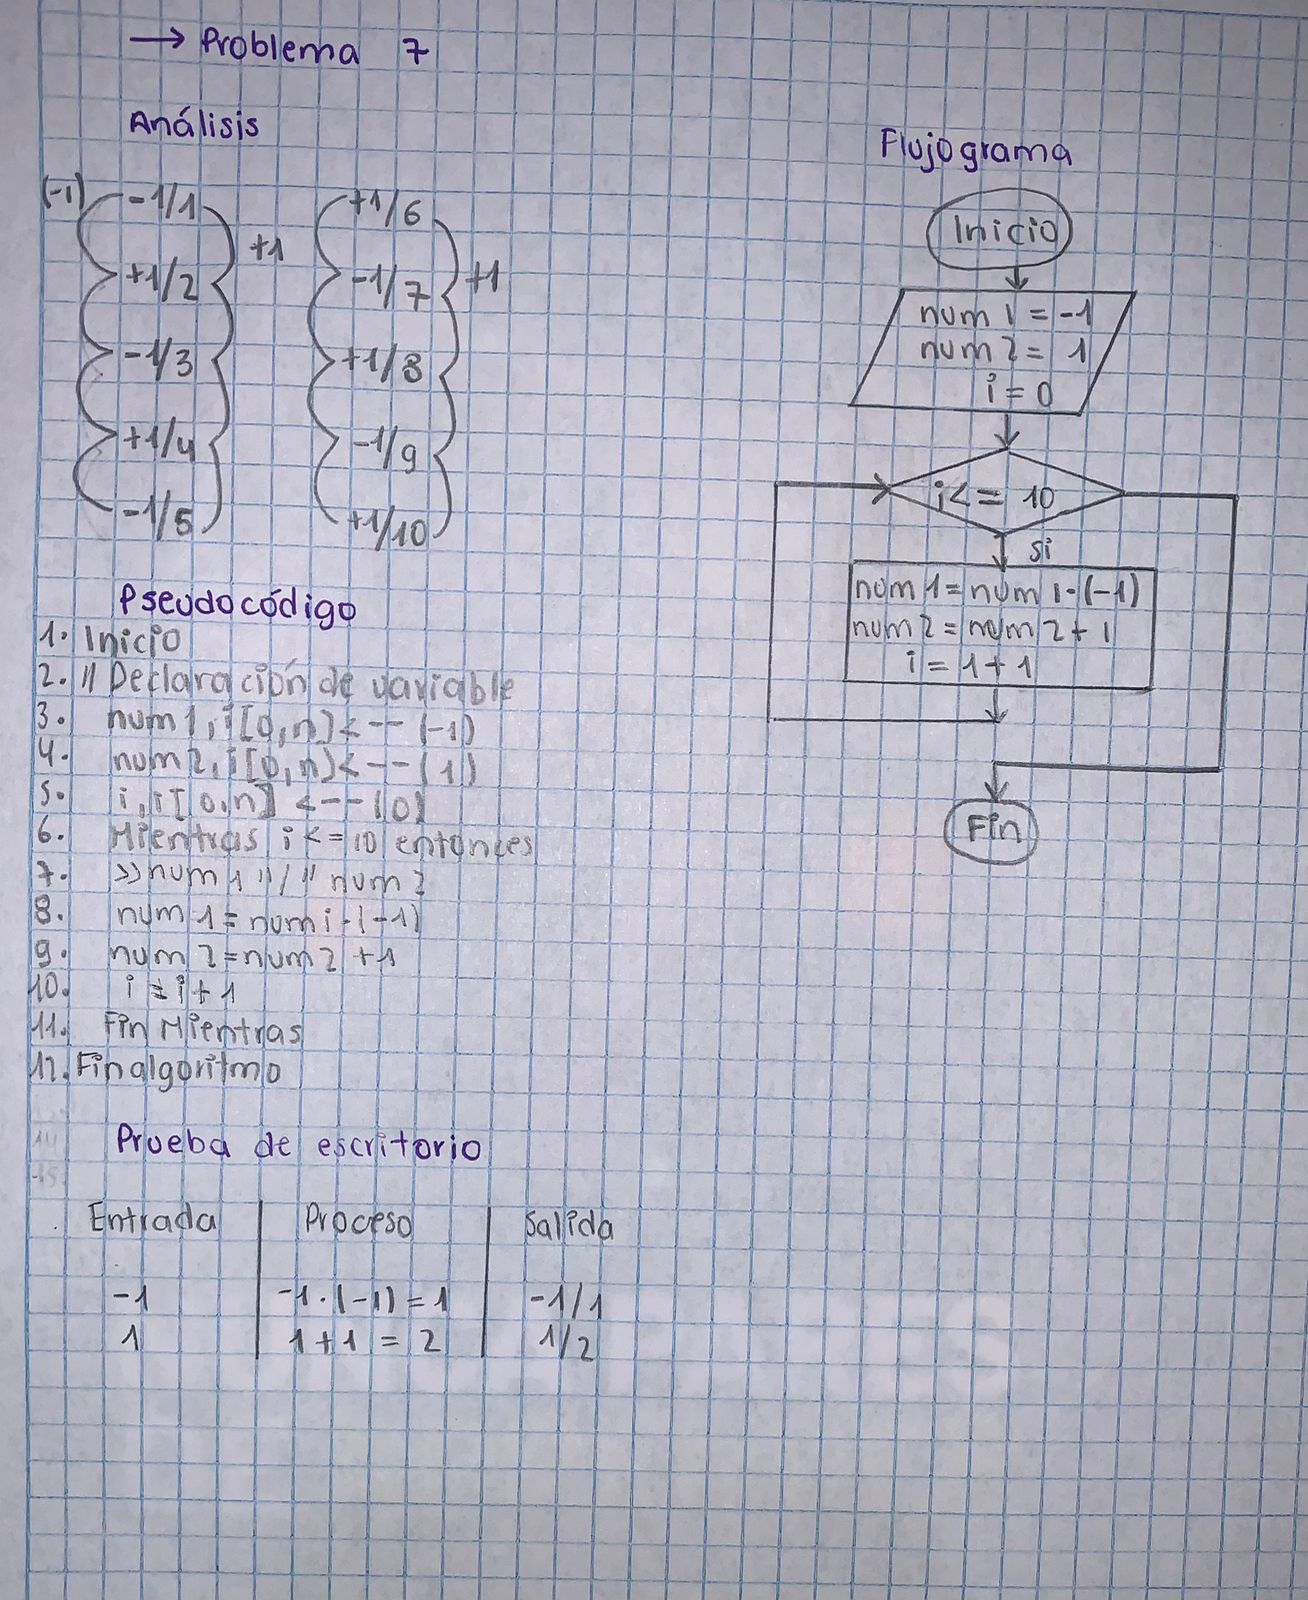 → Problema 7
Análisis
(-1) -1/1
+1
+1/2
-1/3
+1/4
-1/5
+1/6
-1/7 +1
+1/8
-1/9
+1/10
Pseudocódigo
1. Inicio
2. // Declaración de variable
3. num1, i[0,n] <-- (-1)
4. num2, i[0,n) <-- (1)
5. i, i[0,n] <-- (0)
6. Mientras i <= 10 entonces
7. >> num 1 "/" num 2
8. num 1 = num i · (-1)
9. num 2 = num 2 + 1
10. i = i + 1
11. Fin Mientras
12. Fin algoritmo
Prueba de escritorio
Entrada Proceso Salida
-1 -1 · (-1) = 1 -1/1
1 1 + 1 = 2 1/2
Flujograma
Inicio
num 1 = -1
num 2 = 1
i = 0
i <= 10
si
num 1 = num 1 · (-1)
num 2 = num 2 + 1
i = 1 + 1
Fin